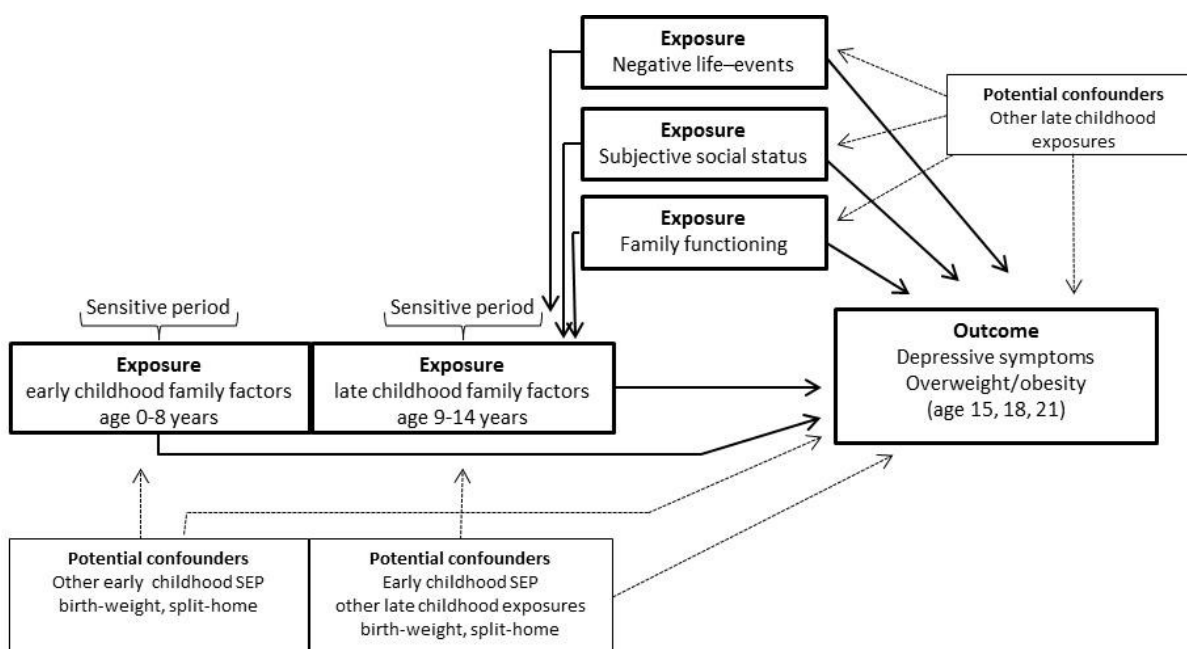 Exposure
Negative life–events
Exposure
Subjective social status
Exposure
Family functioning
Potential confounders
Other late childhood
exposures
Sensitive period
Sensitive period
Exposure
early childhood family factors
age 0-8 years
Exposure
late childhood family factors
age 9-14 years
Outcome
Depressive symptoms
Overweight/obesity
(age 15, 18, 21)
Potential confounders
Other early childhood SEP
birth-weight, split-home
Potential confounders
Early childhood SEP
other late childhood exposures
birth-weight, split-home